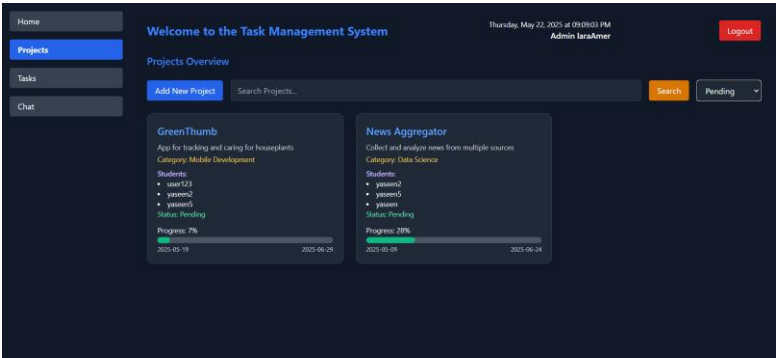 Home
Projects
Tasks
Chat
Welcome to the Task Management System
Thursday, May 22, 2025 at 09:09:03 PM
Admin laraAmer
Logout
Projects Overview
Add New Project
Search Projects...
Search
Pending
GreenThumb
App for tracking and caring for houseplants
Category: Mobile Development
Students:
• user123
• yaseen2
• yaseen5
Status: Pending
Progress: 7%
2025-05-19
2025-06-29
News Aggregator
Collect and analyze news from multiple sources
Category: Data Science
Students:
• yaseen2
• yaseen5
• yaseen
Status: Pending
Progress: 28%
2025-05-09
2025-06-24